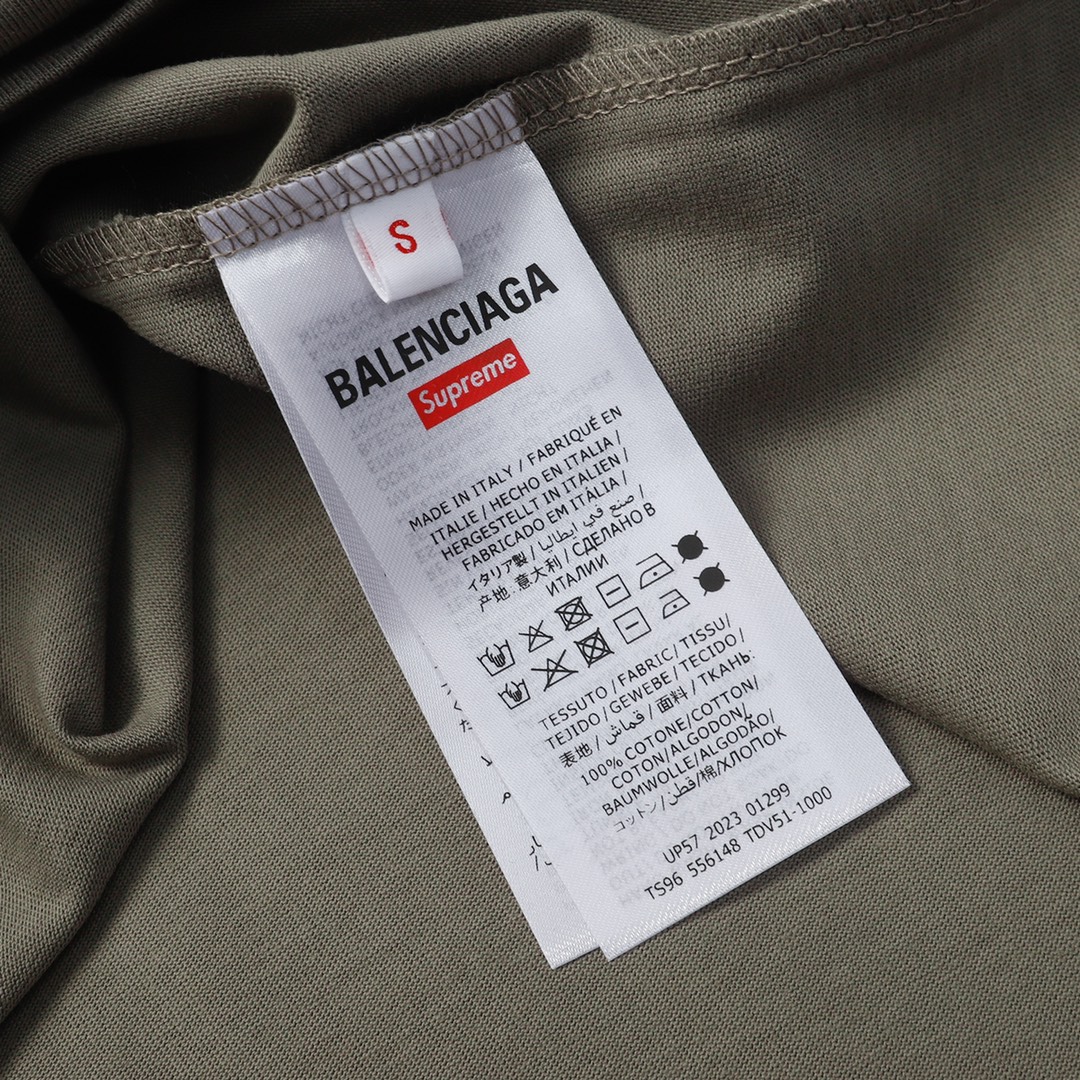 S
BALENCIAGA
Supreme
MADE IN ITALY / FABRIQUÉ EN
ITALIE / HECHO EN ITALIA /
HERGESTELLT IN ITALIEN /
FABRICADO EM ITÁLIA /
イタリア製 / صنع في ايطاليا /
产地: 意大利 / СДЕЛАНО В
ИТАЛИИ
TESSUTO / FABRIC / TISSU /
TEJIDO / GEWEBE / TECIDO /
表地 / قماش / 面料 / ТКАНЬ:
100% COTONE/COTTON/
COTON/ALGODON/
BAUMWOLLE/ALGODÃO/
コットン/قطن/棉/ХЛОПОК
UP57 2023 01299
TS96 556148 TDV51-1000